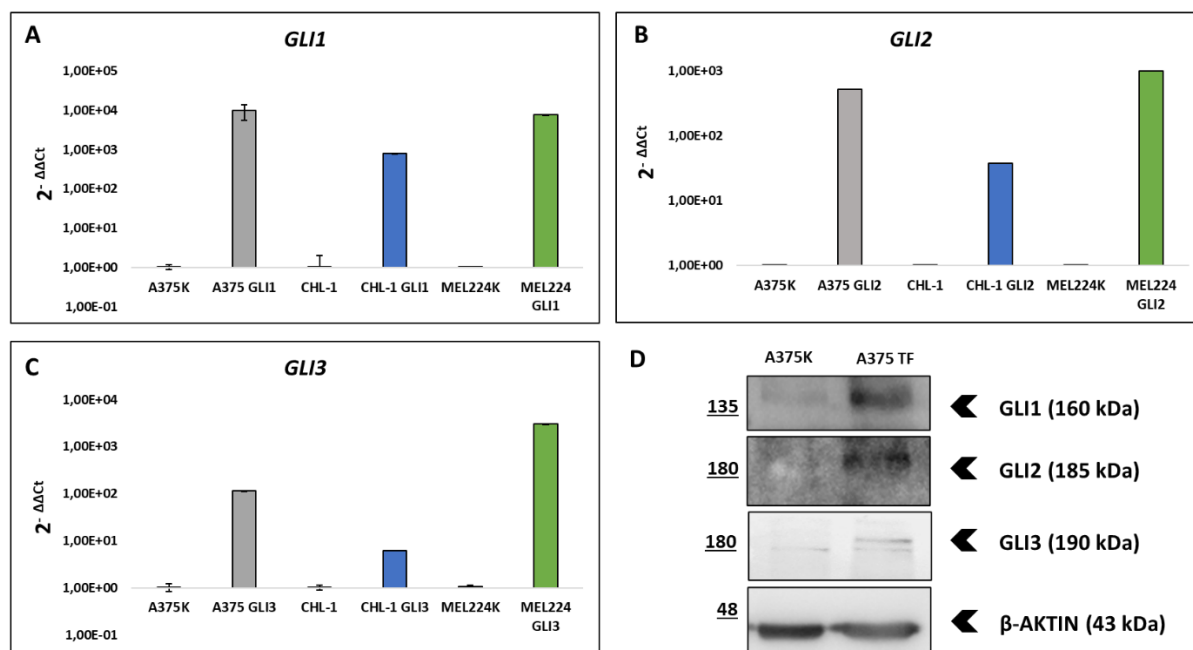 A
GLI1
2^- ΔΔCt
1,00E+05
1,00E+04
1,00E+03
1,00E+02
1,00E+01
1,00E+00
1,00E-01
A375K A375 GLI1 CHL-1 CHL-1 GLI1 MEL224K MEL224
GLI1
B
GLI2
2^- ΔΔCt
1,00E+03
1,00E+02
1,00E+01
1,00E+00
A375K A375 GLI2 CHL-1 CHL-1 GLI2 MEL224K MEL224
GLI2
C
GLI3
2^- ΔΔCt
1,00E+04
1,00E+03
1,00E+02
1,00E+01
1,00E+00
1,00E-01
A375K A375 GLI3 CHL-1 CHL-1 GLI3 MEL224K MEL224
GLI3
D
A375K A375 TF
135 GLI1 (160 kDa)
180 GLI2 (185 kDa)
180 GLI3 (190 kDa)
48 β-AKTIN (43 kDa)